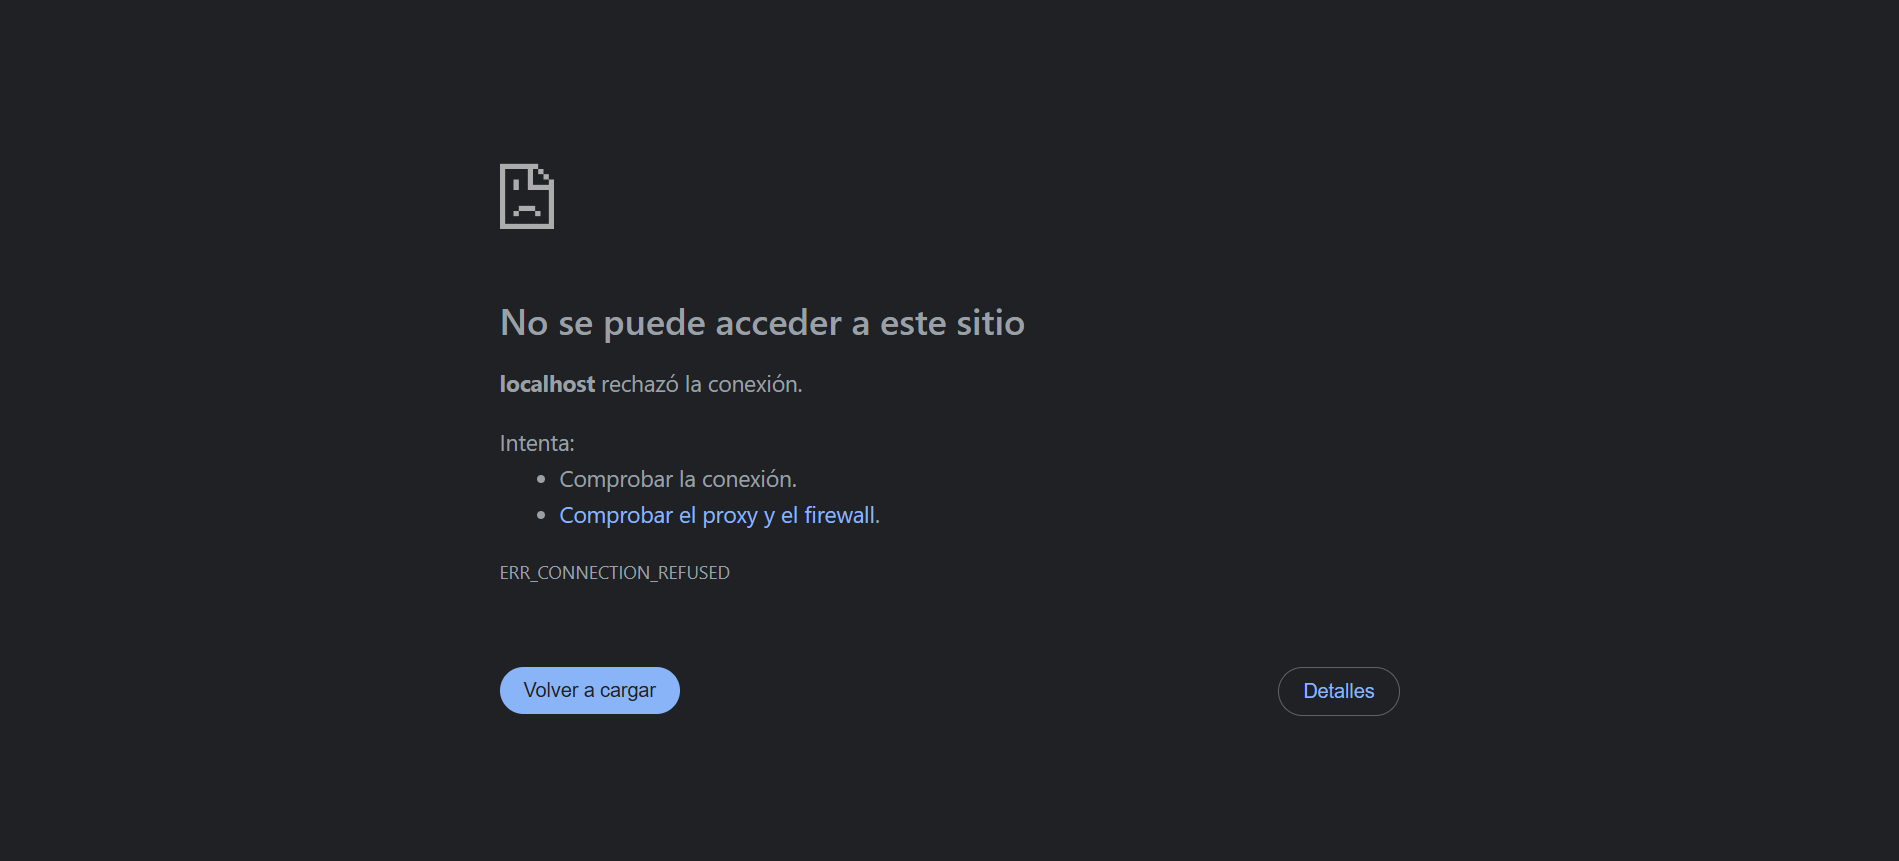 No se puede acceder a este sitio
localhost rechazó la conexión.
Intenta:
• Comprobar la conexión.
• Comprobar el proxy y el firewall.
ERR_CONNECTION_REFUSED
Volver a cargar
Detalles